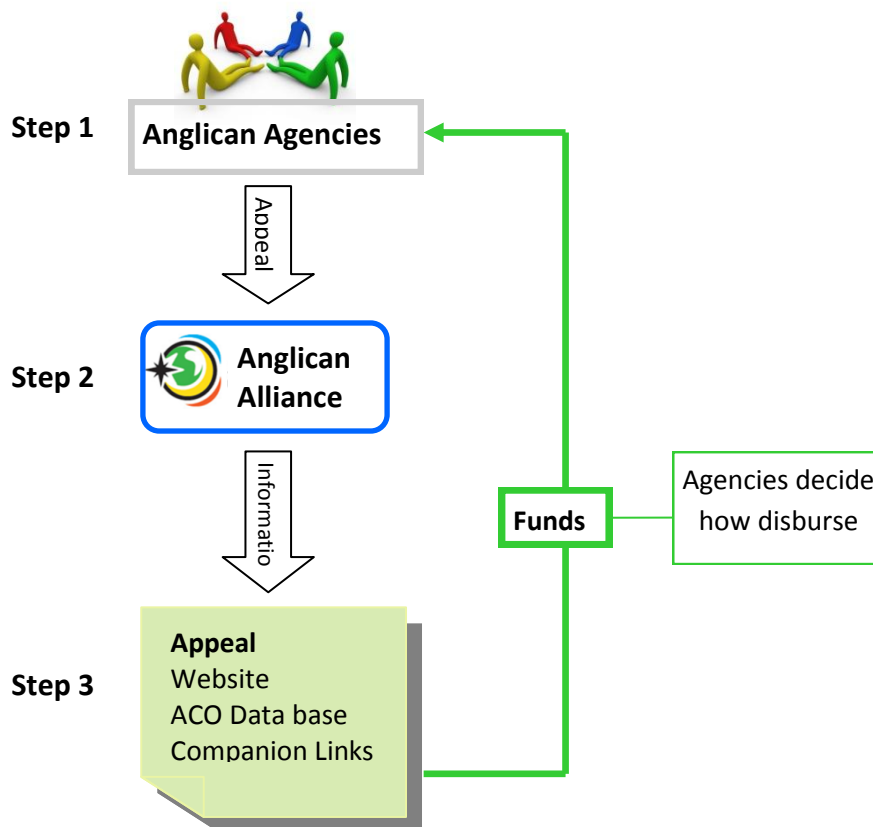 Step 1
Anglican Agencies
Appeal
Step 2
Anglican
Alliance
Informatio
Step 3
Appeal
Website
ACO Data base
Companion Links
Funds
Agencies decide
how disburse